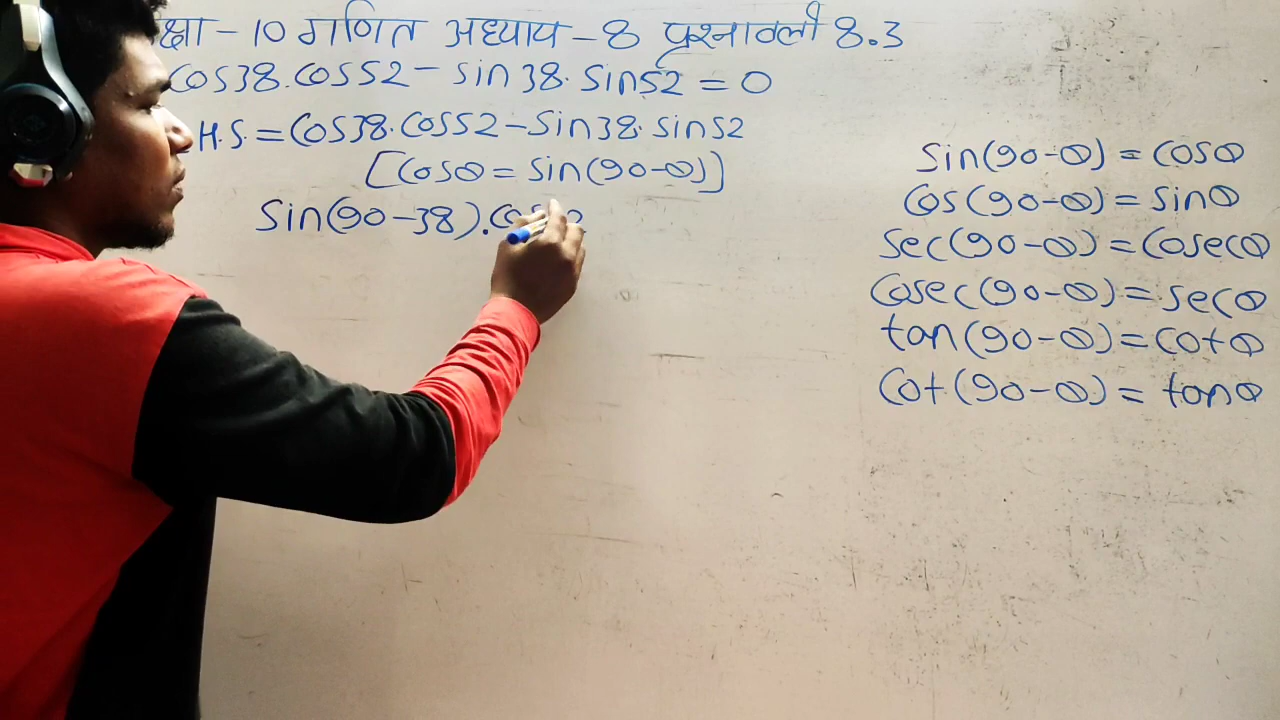 क्षा - 10 गणित अध्याय - 8 प्रश्नावली 8.3
Cos38.Cos52 - sin38.sin52 = 0
H.S. = Cos38.Cos52 - Sin38.sin52
[Cosθ = Sin(90-θ)]
Sin(90-38).Cos
Sin(90-θ) = Cosθ
Cos(90-θ) = sinθ
Sec(90-θ) = Cosecθ
Cosec(90-θ) = Secθ
tan(90-θ) = Cotθ
Cot(90-θ) = tanθ